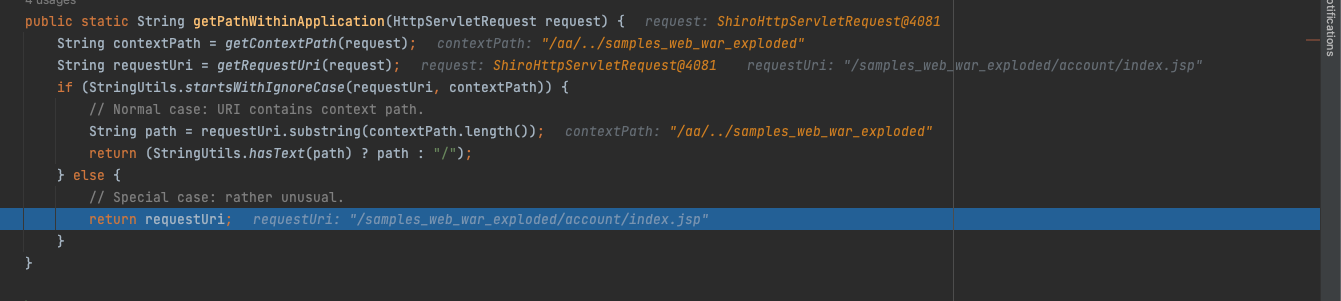 4 usages
public static String getPathWithinApplication(HttpServletRequest request) { request: ShiroHttpServletRequest@4081
String contextPath = getContextPath(request); contextPath: "/aa/../samples_web_war_exploded"
String requestUri = getRequestUri(request); request: ShiroHttpServletRequest@4081 requestUri: "/samples_web_war_exploded/account/index.jsp"
if (StringUtils.startsWithIgnoreCase(requestUri, contextPath)) {
// Normal case: URI contains context path.
String path = requestUri.substring(contextPath.length()); contextPath: "/aa/../samples_web_war_exploded"
return (StringUtils.hasText(path) ? path : "/");
} else {
// Special case: rather unusual.
return requestUri; requestUri: "/samples_web_war_exploded/account/index.jsp"
}
}
otifications